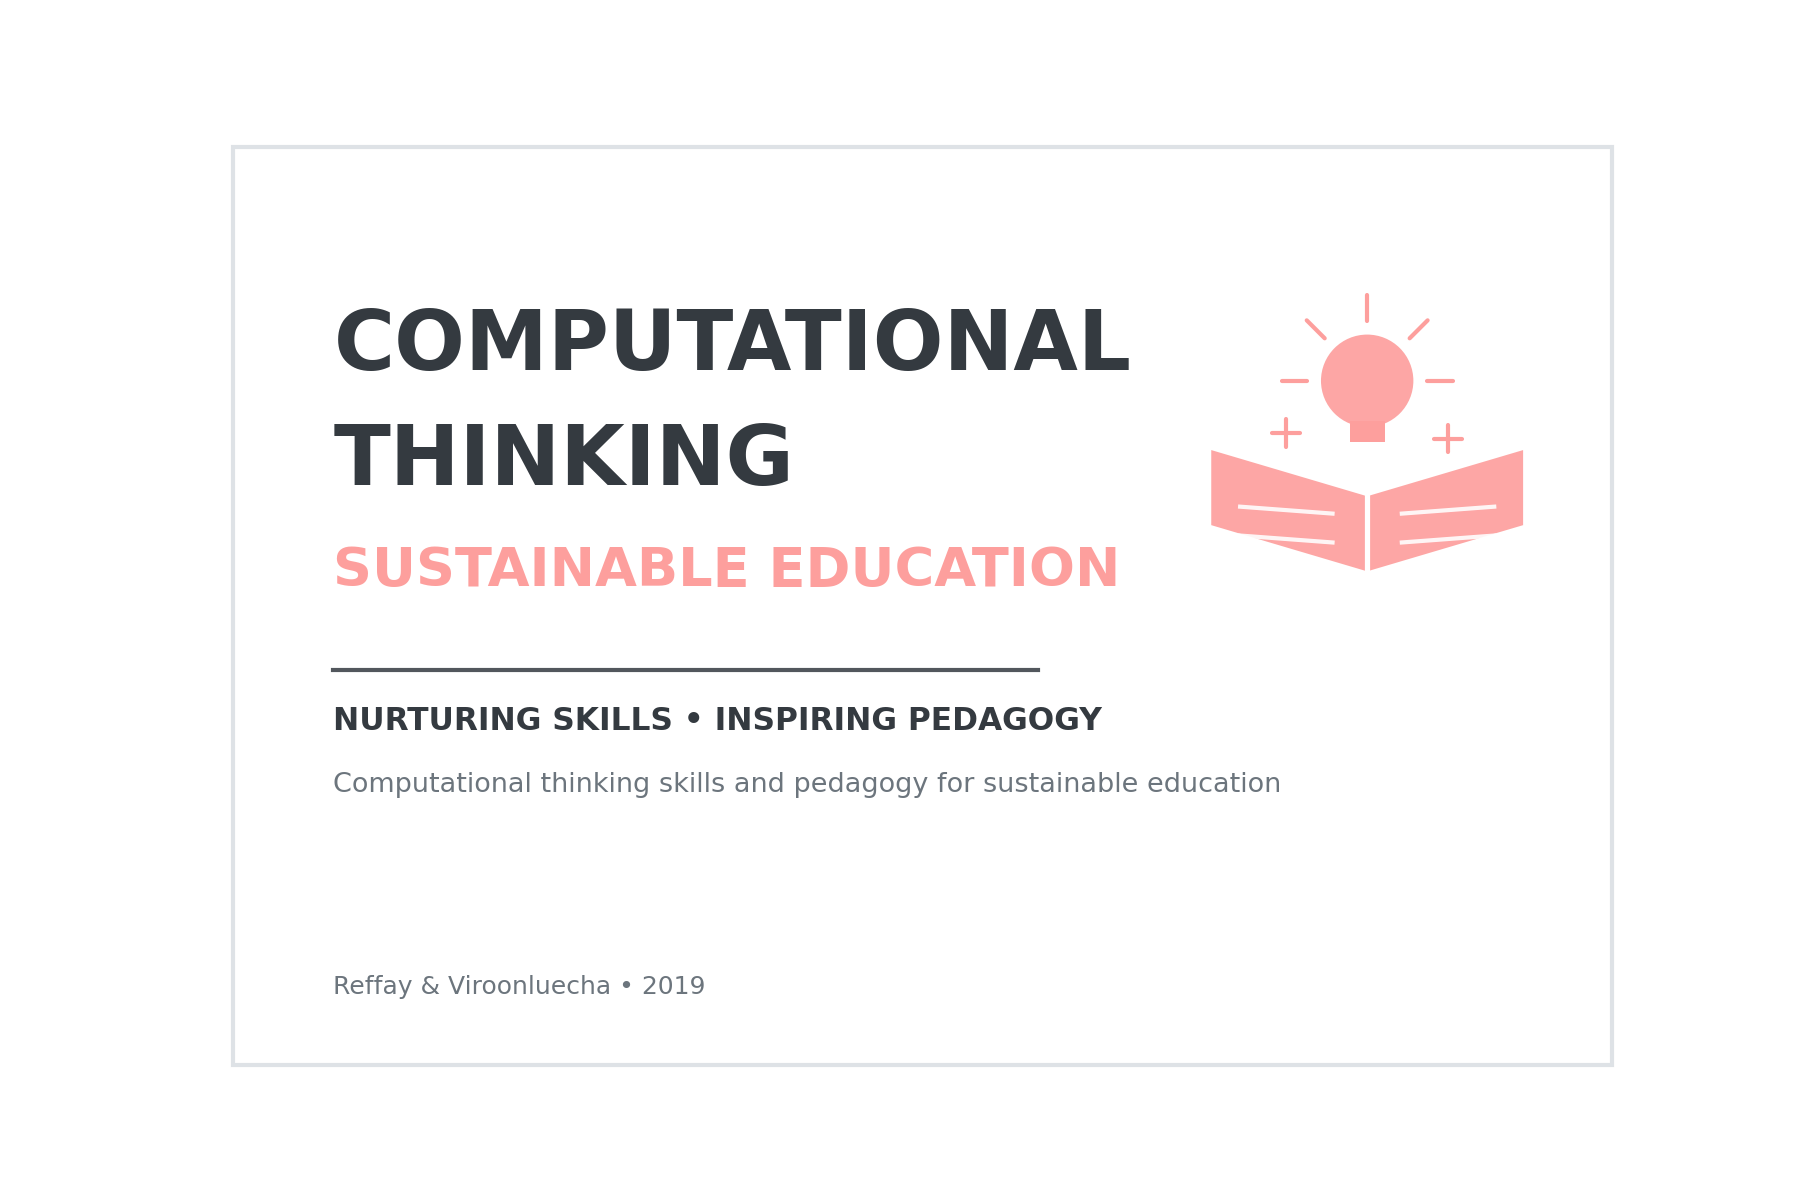 COMPUTATIONAL
THINKING
SUSTAINABLE EDUCATION
NURTURING SKILLS • INSPIRING PEDAGOGY
Computational thinking skills and pedagogy for sustainable education
Reffay & Viroonluecha • 2019